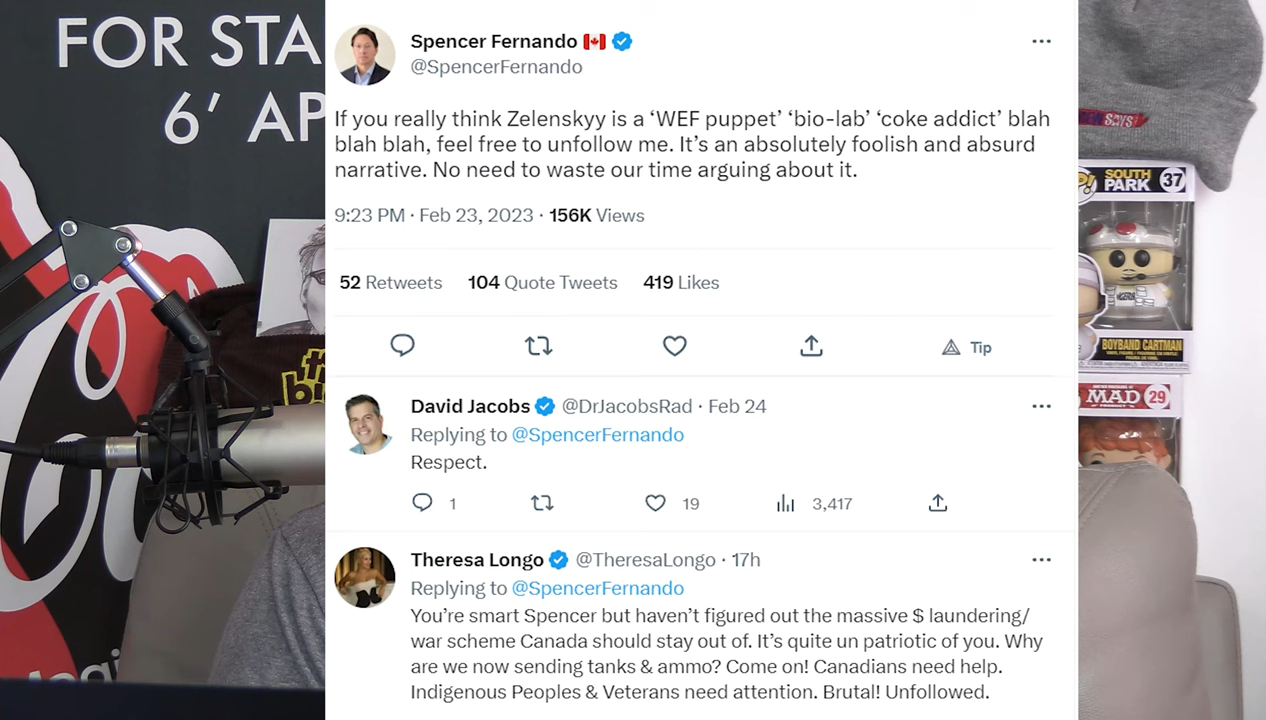 FOR STA
6’ AP
Spencer Fernando
@SpencerFernando
If you really think Zelenskyy is a ‘WEF puppet’ ‘bio-lab’ ‘coke addict’ blah
blah blah, feel free to unfollow me. It’s an absolutely foolish and absurd
narrative. No need to waste our time arguing about it.
9:23 PM · Feb 23, 2023 · 156K Views
52 Retweets 104 Quote Tweets 419 Likes
Tip
David Jacobs @DrJacobsRad · Feb 24
Replying to @SpencerFernando
Respect.
1 19 3,417
Theresa Longo @TheresaLongo · 17h
Replying to @SpencerFernando
You’re smart Spencer but haven’t figured out the massive $ laundering/
war scheme Canada should stay out of. It’s quite un patriotic of you. Why
are we now sending tanks & ammo? Come on! Canadians need help.
Indigenous Peoples & Veterans need attention. Brutal! Unfollowed.
SAYS
SOUTH
PARK
37
BOYBAND CARTMAN
MAD
29